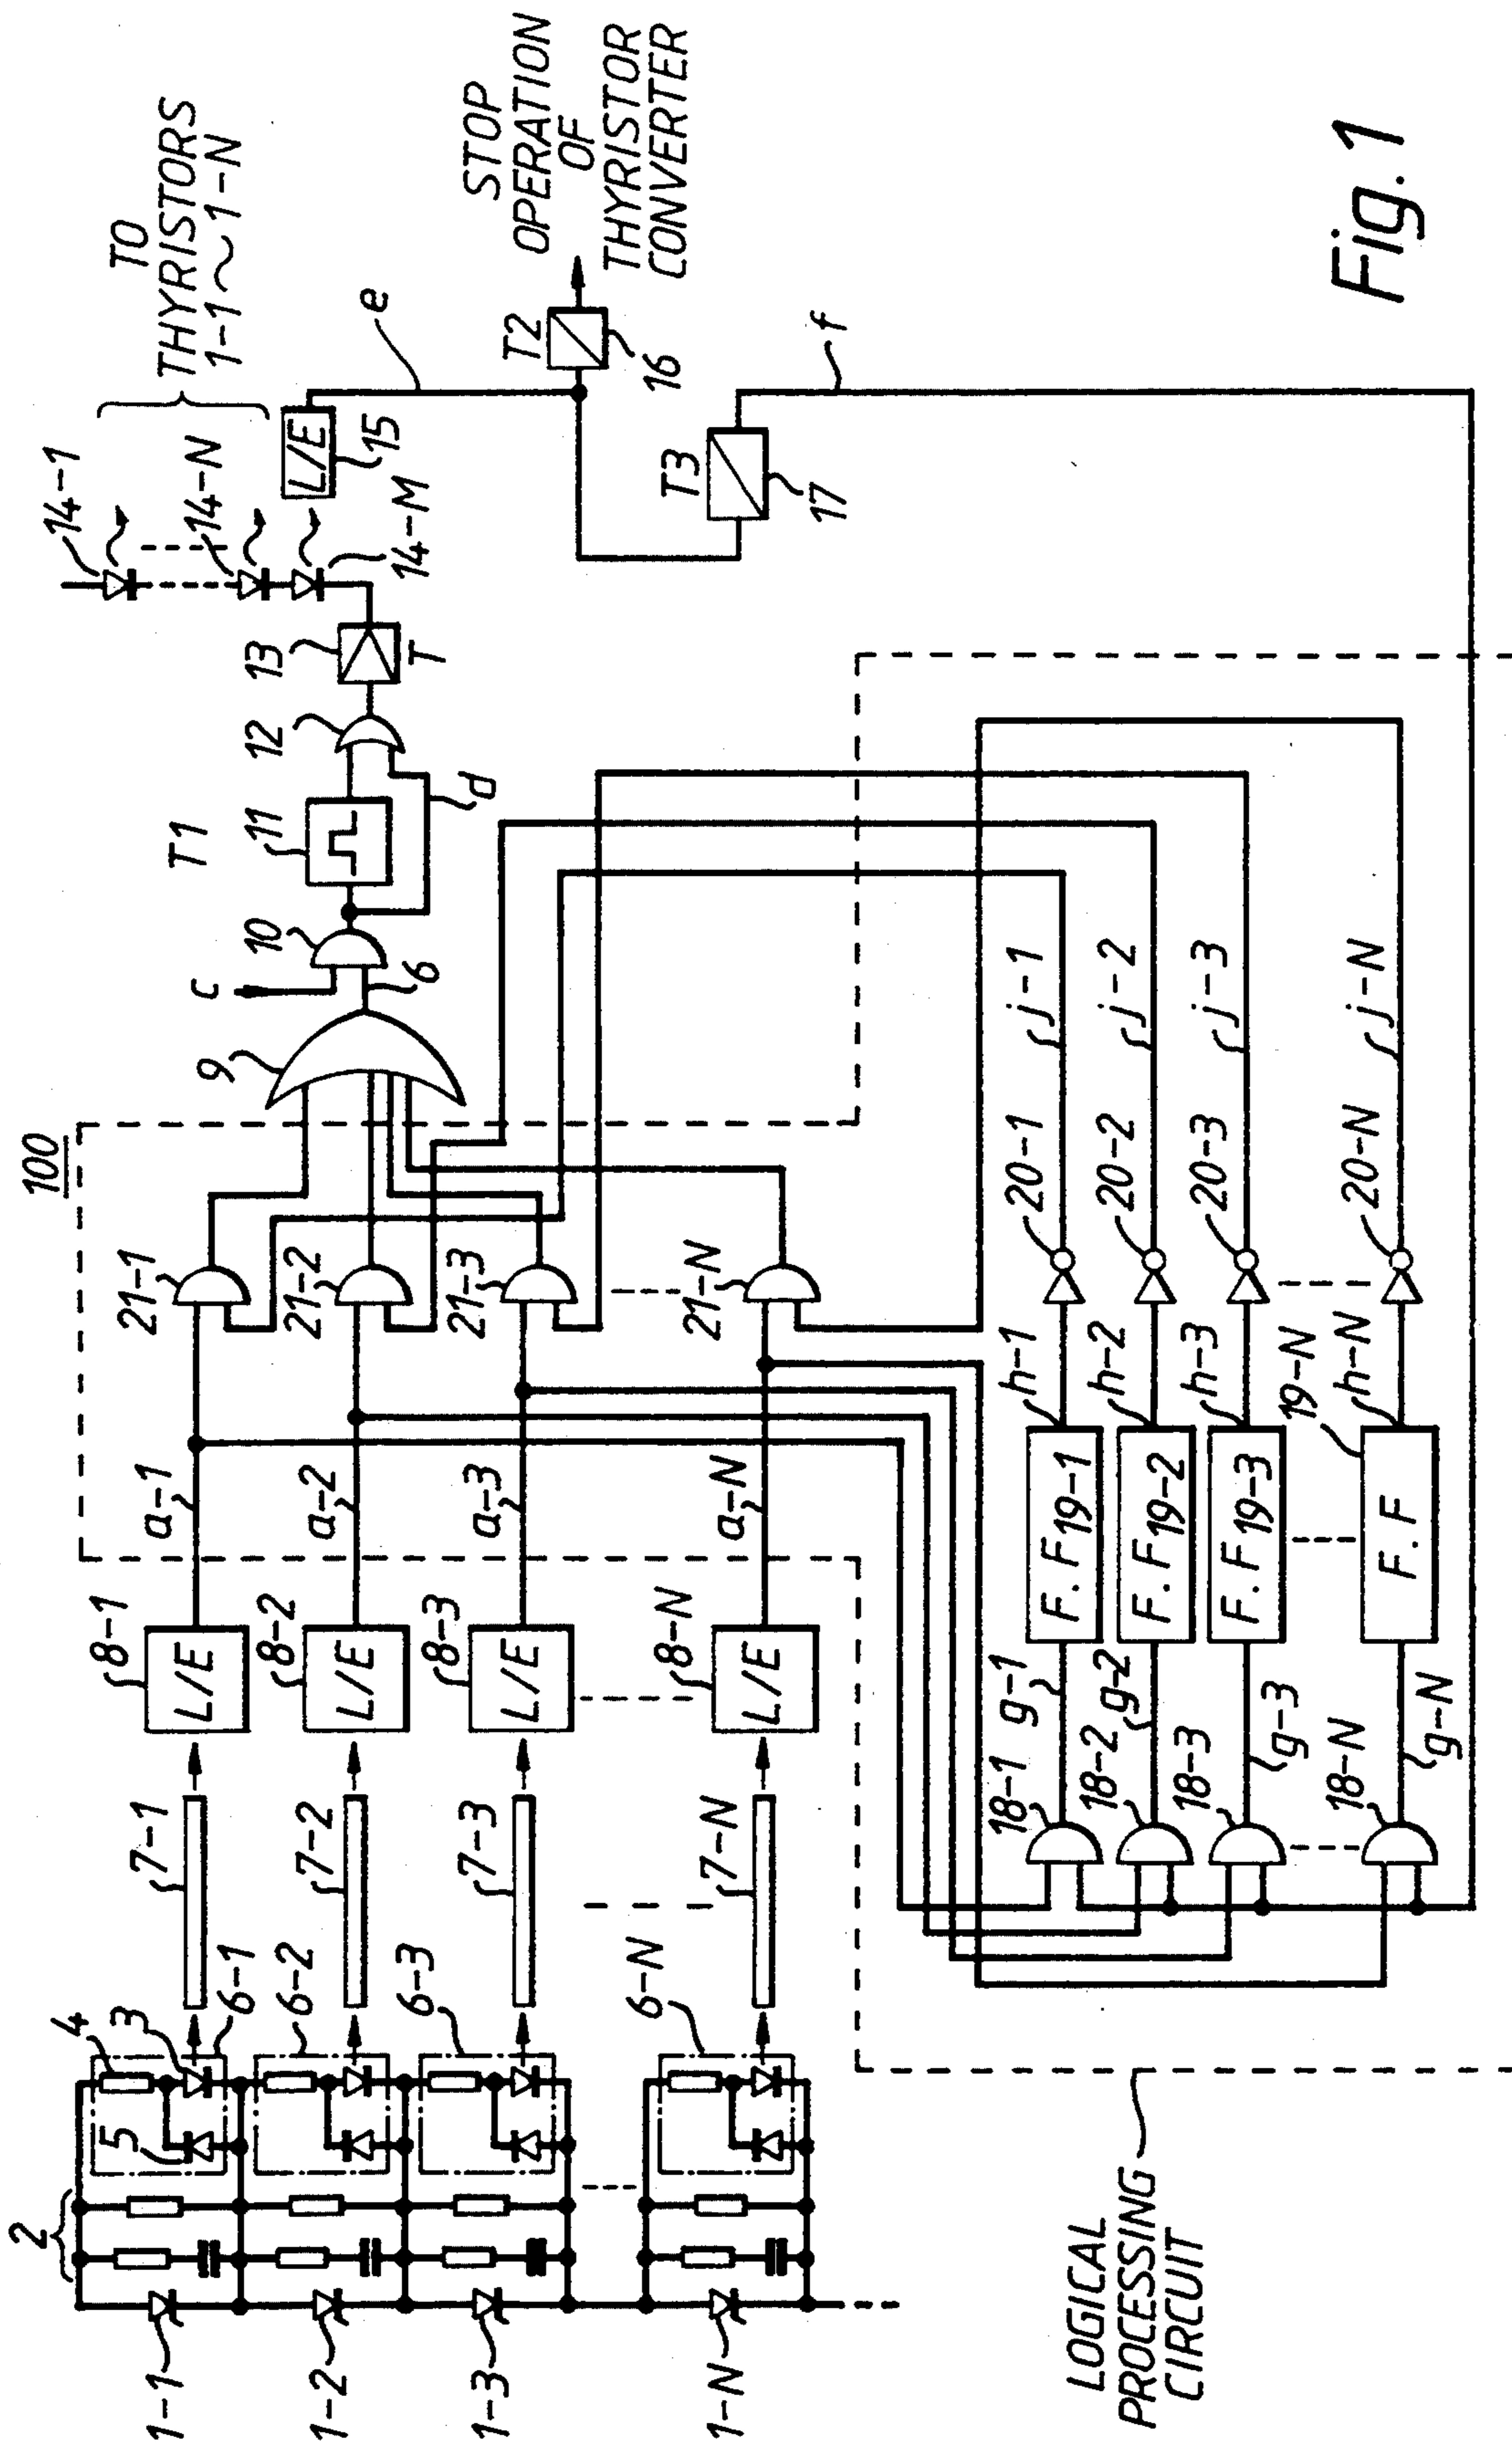 100
TO
THYRISTORS
1-1~1-N
STOP
OPERATION
OF
THYRISTOR
CONVERTER
14-1
14-N
14-M
L/E
15
e
T2
16
T3
17
f
13
T
12
d
T1
11
10
c
6
9
21-1
21-2
21-3
21-N
a-1
a-2
a-3
a-N
8-1
L/E
8-2
L/E
8-3
L/E
8-N
L/E
7-1
7-2
7-3
7-N
2
4
3
5
6-1
6-2
6-3
6-N
1-1
1-2
1-3
1-N
18-1
18-2
18-3
18-N
g-1
g-2
g-3
g-N
F.F 19-1
F.F 19-2
F.F 19-3
19-N
F.F
h-1
h-2
h-3
h-N
20-1
20-2
20-3
20-N
j-1
j-2
j-3
j-N
LOGICAL
PROCESSING
CIRCUIT
Fig. 1